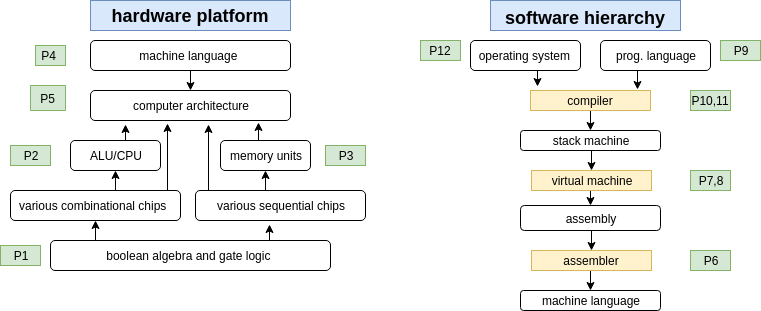 hardware platform
P4
machine language
P5
computer architecture
P2
ALU/CPU
memory units
P3
various combinational chips
various sequential chips
P1
boolean algebra and gate logic
software hierarchy
P12
operating system
prog. language
P9
compiler
P10,11
stack machine
virtual machine
P7,8
assembly
assembler
P6
machine language